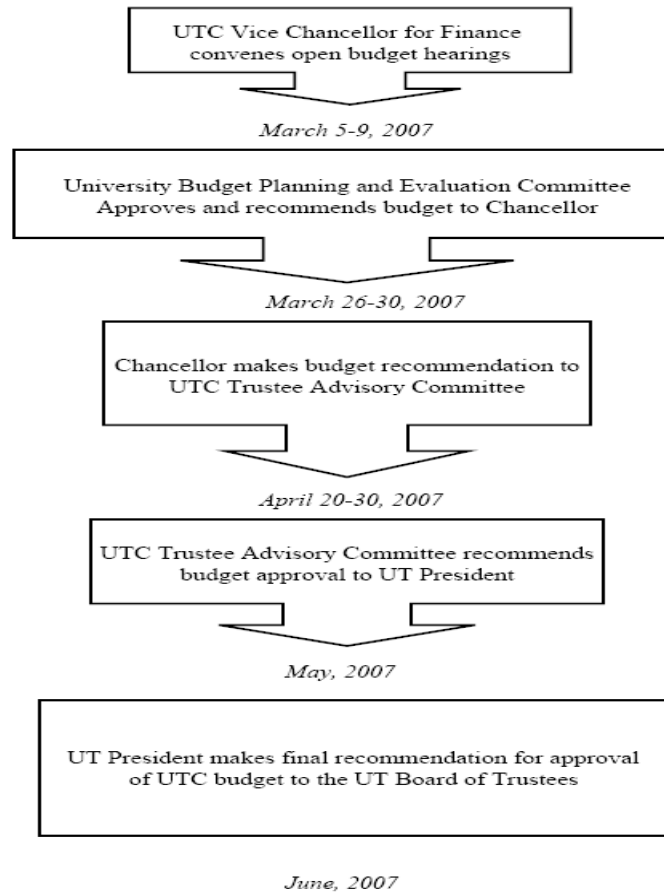 UTC Vice Chancellor for Finance
convenes open budget hearings
March 5-9, 2007
University Budget Planning and Evaluation Committee
Approves and recommends budget to Chancellor
March 26-30, 2007
Chancellor makes budget recommendation to
UTC Trustee Advisory Committee
April 20-30, 2007
UTC Trustee Advisory Committee recommends
budget approval to UT President
May, 2007
UT President makes final recommendation for approval
of UTC budget to the UT Board of Trustees
June, 2007